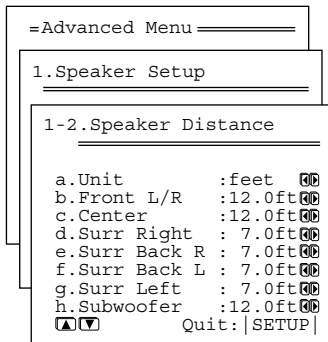 =Advanced Menu
1.Speaker Setup
1-2.Speaker Distance
a.Unit :feet
b.Front L/R :12.0ft
c.Center :12.0ft
d.Surr Right : 7.0ft
e.Surr Back R : 7.0ft
f.Surr Back L : 7.0ft
g.Surr Left : 7.0ft
h.Subwoofer :12.0ft
Quit:|SETUP|